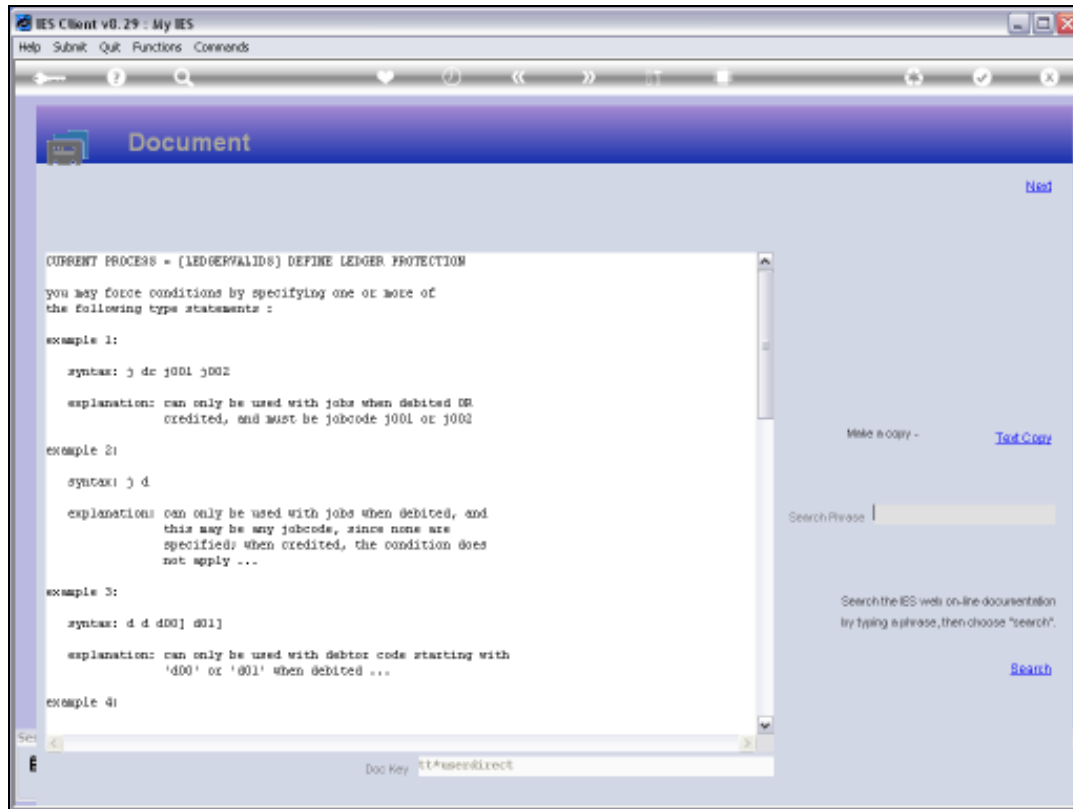 IES Client v8.29 : My IES
Help Submit Quit Functions Commands
Document
Next
CURRENT PROCESS = [LEDGERVALIDS] DEFINE LEDGER PROTECTION
you may force conditions by specifying one or more of
the following type statements :
example 1:
syntax: j dc j001 j002
explanation: can only be used with jobs when debited OR
credited, and must be jobcode j001 or j002
example 2:
syntax: j d
explanation: can only be used with jobs when debited, and
this may be any jobcode, since none are
specified; when credited, the condition does
not apply ...
example 3:
syntax: d d d00] d01]
explanation: can only be used with debtor code starting with
'd00' or 'd01' when debited ...
example 4:
Make a copy -
Text Copy
Search Phrase
Search the IES web on-line documentation
by typing a phrase, then choose "search".
Search
Doc Key tt*userdirect